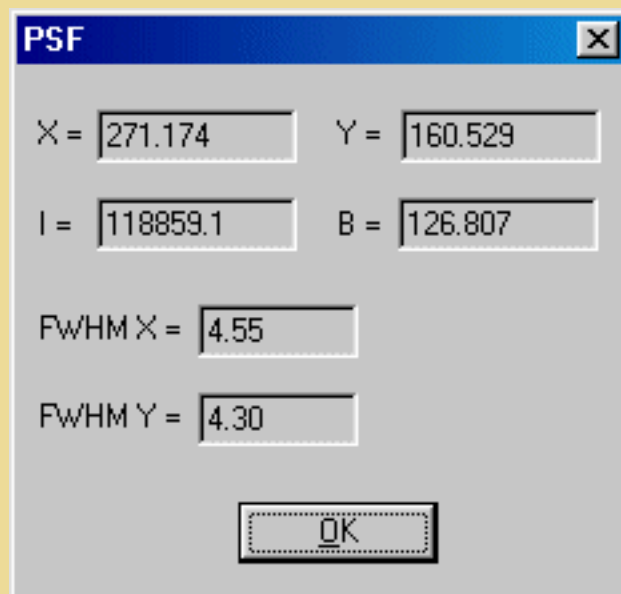 PSF
X = 271.174 Y = 160.529
I = 118859.1 B = 126.807
FWHM X = 4.55
FWHM Y = 4.30
OK